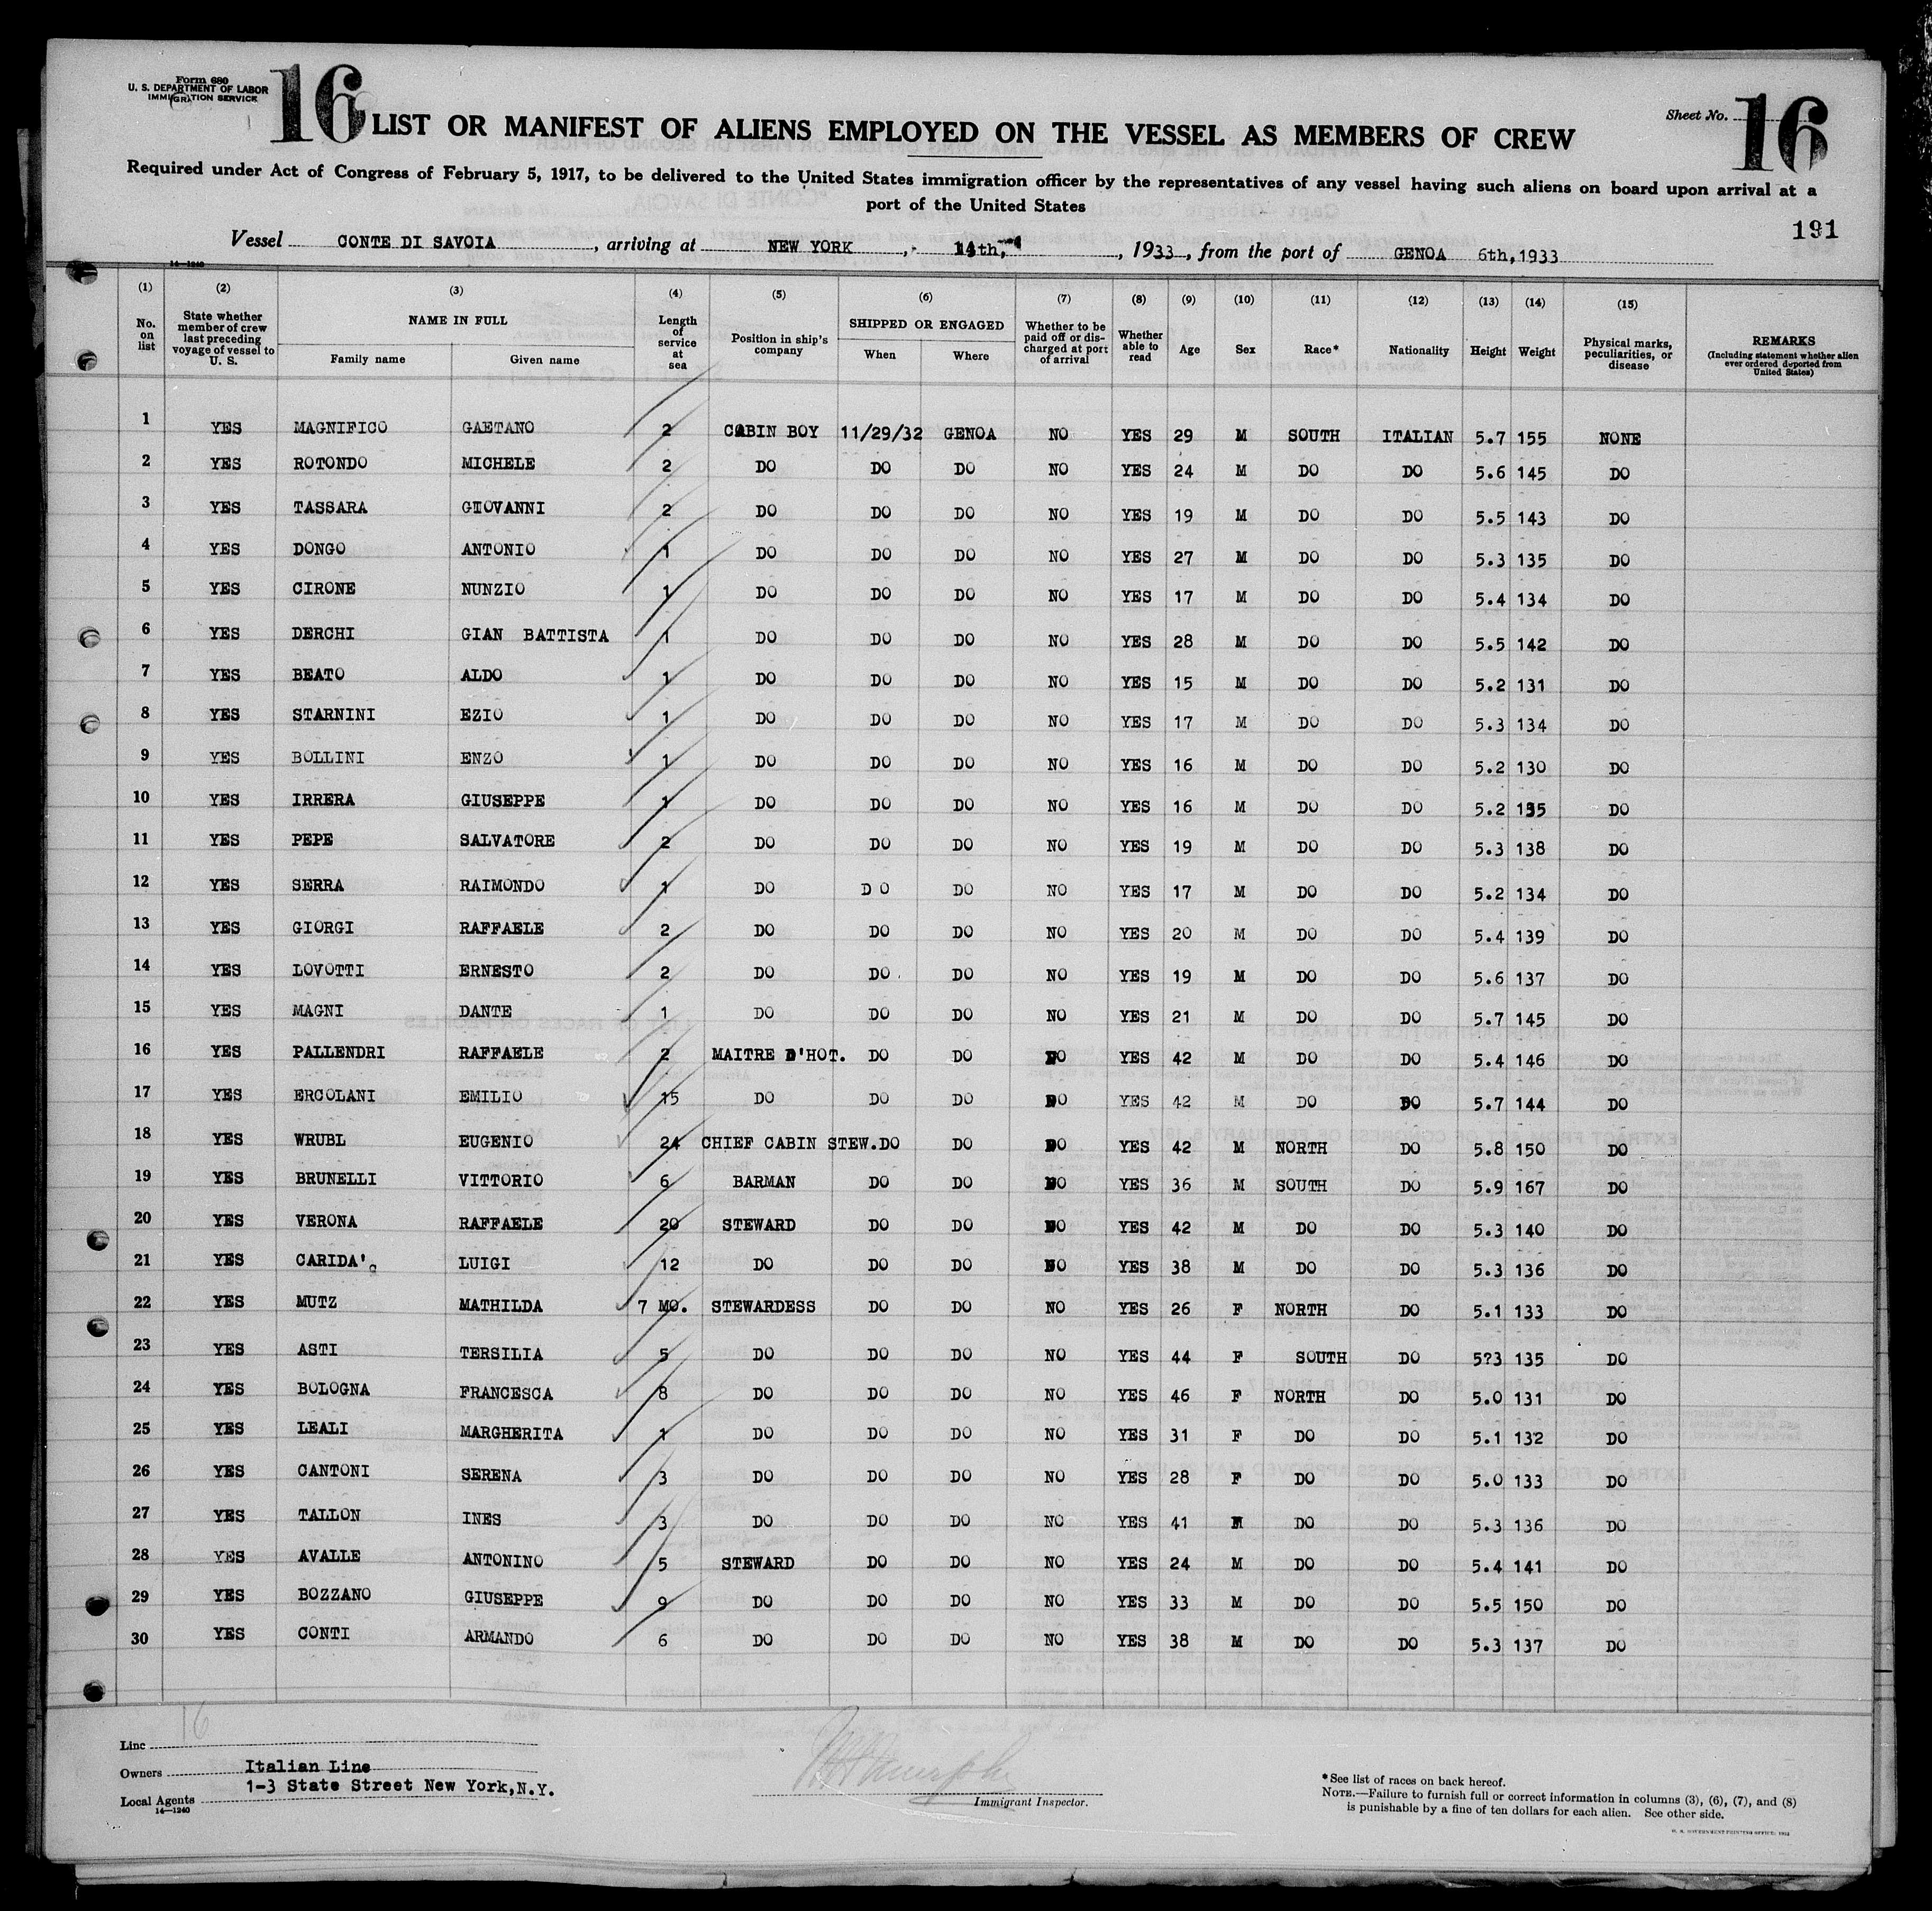 Form 680
U. S. DEPARTMENT OF LABOR
IMMIGRATION SERVICE
16
LIST OR MANIFEST OF ALIENS EMPLOYED ON THE VESSEL AS MEMBERS OF CREW
Sheet No. 16
Required under Act of Congress of February 5, 1917, to be delivered to the United States immigration officer by the representatives of any vessel having such aliens on board upon arrival at a
port of the United States
191
Vessel CONTE DI SAVOIA, arriving at NEW YORK, 14th, 1933, from the port of GENOA 6th,1933
14-1240
(1) (2) (3) (4) (5) (6) (7) (8) (9) (10) (11) (12) (13) (14) (15)
No. on list State whether member of crew last preceding voyage of vessel to U. S. NAME IN FULL Family name Given name Length of service at sea Position in ship's company SHIPPED OR ENGAGED When Where Whether to be paid off or discharged at port of arrival Whether able to read Age Sex Race* Nationality Height Weight Physical marks, peculiarities, or disease REMARKS (Including statement whether alien ever ordered deported from United States)
1 YES MAGNIFICO GAETANO 2 CABIN BOY 11/29/32 GENOA NO YES 29 M SOUTH ITALIAN 5.7 155 NONE
2 YES ROTONDO MICHELE 2 DO DO DO NO YES 24 M DO DO 5.6 145 DO
3 YES TASSARA GIOVANNI 2 DO DO DO NO YES 19 M DO DO 5.5 143 DO
4 YES DONGO ANTONIO 1 DO DO DO NO YES 27 M DO DO 5.3 135 DO
5 YES CIRONE NUNZIO 1 DO DO DO NO YES 17 M DO DO 5.4 134 DO
6 YES DERCHI GIAN BATTISTA 1 DO DO DO NO YES 28 M DO DO 5.5 142 DO
7 YES BEATO ALDO 1 DO DO DO NO YES 15 M DO DO 5.2 131 DO
8 YES STARNINI EZIO 1 DO DO DO NO YES 17 M DO DO 5.3 134 DO
9 YES BOLLINI ENZO 1 DO DO DO NO YES 16 M DO DO 5.2 130 DO
10 YES IRRERA GIUSEPPE 1 DO DO DO NO YES 16 M DO DO 5.2 135 DO
11 YES PEPE SALVATORE 2 DO DO DO NO YES 19 M DO DO 5.3 138 DO
12 YES SERRA RAIMONDO 1 DO D O DO NO YES 17 M DO DO 5.2 134 DO
13 YES GIORGI RAFFAELE 2 DO DO DO NO YES 20 M DO DO 5.4 139 DO
14 YES LOVOTTI ERNESTO 2 DO DO. DO NO YES 19 M DO DO 5.6 137 DO
15 YES MAGNI DANTE 1 DO DO DO NO YES 21 M DO DO 5.7 145 DO
16 YES PALLENDRI RAFFAELE 2 MAITRE D'HOT. DO DO NO YES 42 M DO DO 5.4 146 DO
17 YES ERCOLANI EMILIO 15 DO DO DO NO YES 42 M DO DO 5.7 144 DO
18 YES WRUBL EUGENIO 24 CHIEF CABIN STEW. DO DO NO YES 42 M NORTH DO 5.8 150 DO
19 YES BRUNELLI VITTORIO 6 BARMAN DO DO NO YES 36 M SOUTH DO 5.9 167 DO
20 YES VERONA RAFFAELE 20 STEWARD DO DO NO YES 42 M DO DO 5.3 140 DO
21 YES CARIDA' LUIGI 12 DO DO DO NO YES 38 M DO DO 5.3 136 DO
22 YES MUTZ MATHILDA 7 MO. STEWARDESS DO DO NO YES 26 F NORTH DO 5.1 133 DO
23 YES ASTI TERSILIA 5 DO DO DO NO YES 44 F SOUTH DO 5?3 135 DO
24 YES BOLOGNA FRANCESCA 8 DO DO DO NO YES 46 F NORTH DO 5.0 131 DO
25 YES LEALI MARGHERITA 1 DO DO DO NO YES 31 F DO DO 5.1 132 DO
26 YES CANTONI SERENA 3 DO DO DO NO YES 28 F DO DO 5.0 133 DO
27 YES TALLON INES 3 DO DO DO NO YES 41 DO DO 5.3 136 DO
28 YES AVALLE ANTONINO 5 STEWARD DO DO NO YES 24 M DO DO 5.4 141 DO
29 YES BOZZANO GIUSEPPE 9 DO DO DO NO YES 33 M DO DO 5.5 150 DO
30 YES CONTI ARMANDO 6 DO DO DO NO YES 38 M DO DO 5.3 137 DO
16
Line
Owners Italian Line
1-3 State Street New York,N.Y.
Local Agents
14-1240
Immigrant Inspector.
*See list of races on back hereof.
NOTE.—Failure to furnish full or correct information in columns (3), (6), (7), and (8)
is punishable by a fine of ten dollars for each alien. See other side.